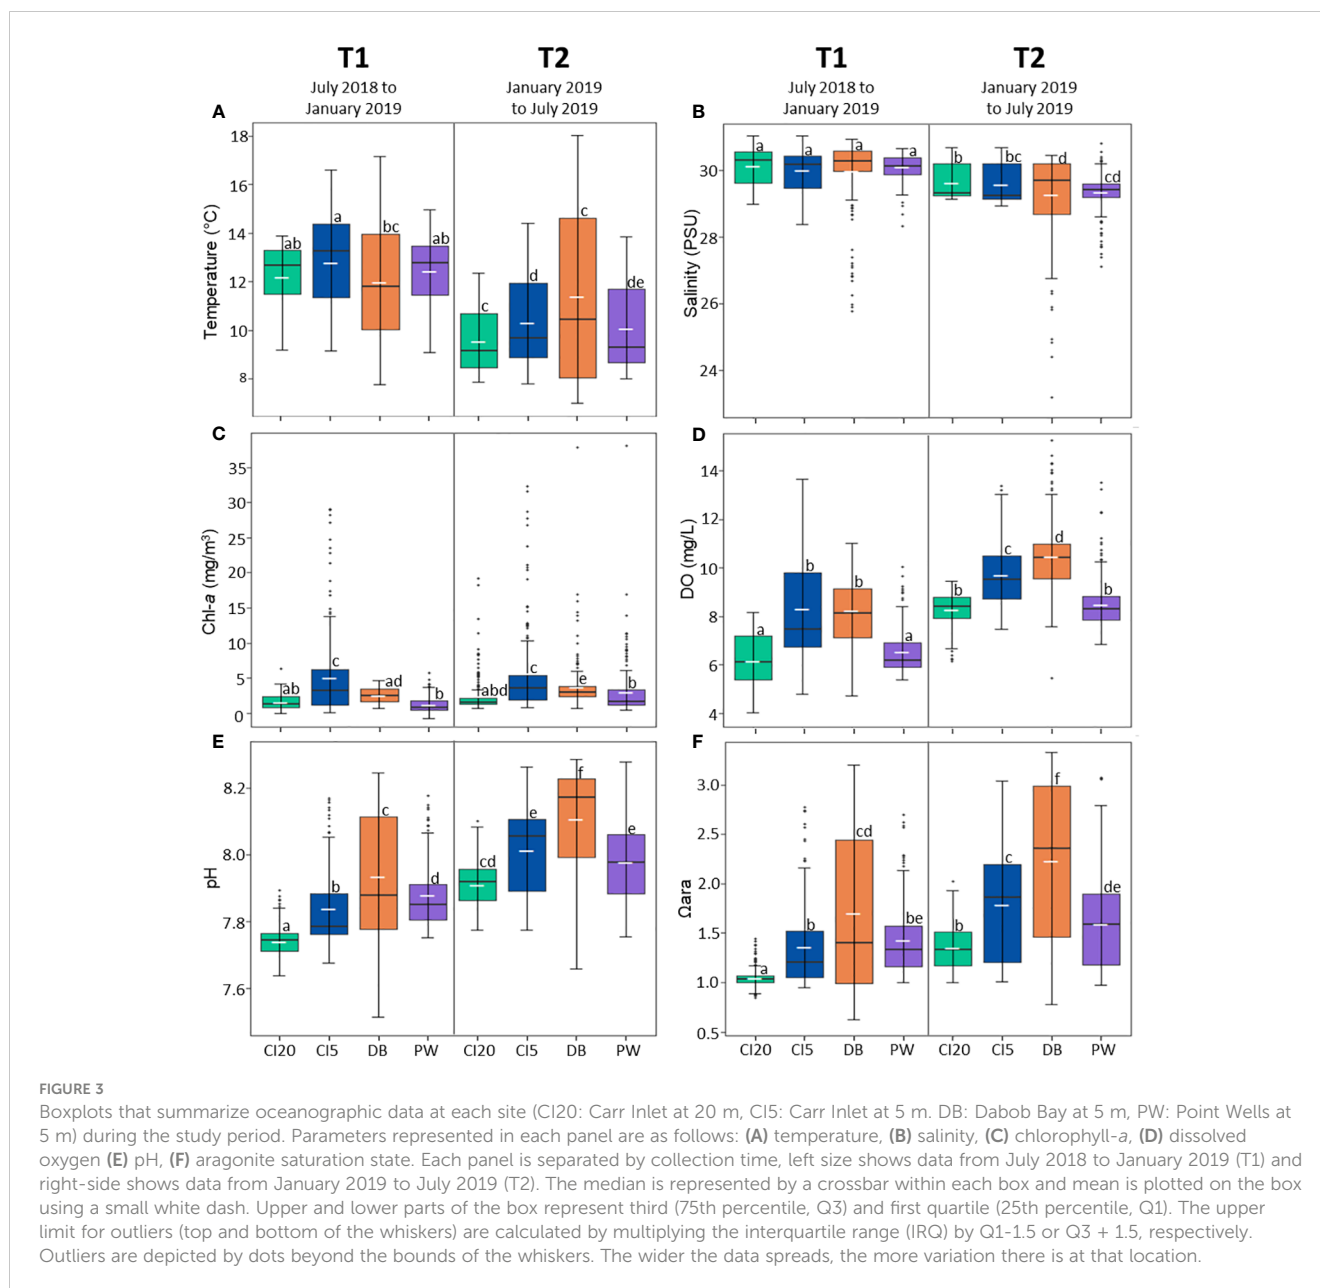 T1
T2
T1
T2
July 2018 to
January 2019
January 2019
to July 2019
July 2018 to
January 2019
January 2019
to July 2019
A
Temperature (°C)
18
16
14
12
10
8
ab
a
bc
ab
c
d
c
de
B
Salinity (PSU)
30
28
26
24
a
a
a
a
b
bc
d
cd
C
Chl-a (mg/m³)
35
30
25
20
15
10
5
0
ab
c
ad
b
abd
c
e
b
D
DO (mg/L)
14
12
10
8
6
4
a
b
b
a
b
c
d
b
E
pH
8.2
8.0
7.8
7.6
a
b
c
d
cd
e
f
e
CI20
CI5
DB
PW
CI20
CI5
DB
PW
F
Ωara
3.0
2.5
2.0
1.5
1.0
0.5
a
b
cd
be
b
c
f
de
CI20
CI5
DB
PW
CI20
CI5
DB
PW
FIGURE 3
Boxplots that summarize oceanographic data at each site (CI20: Carr Inlet at 20 m, CI5: Carr Inlet at 5 m. DB: Dabob Bay at 5 m, PW: Point Wells at
5 m) during the study period. Parameters represented in each panel are as follows: (A) temperature, (B) salinity, (C) chlorophyll-a, (D) dissolved
oxygen (E) pH, (F) aragonite saturation state. Each panel is separated by collection time, left size shows data from July 2018 to January 2019 (T1) and
right-side shows data from January 2019 to July 2019 (T2). The median is represented by a crossbar within each box and mean is plotted on the box
using a small white dash. Upper and lower parts of the box represent third (75th percentile, Q3) and first quartile (25th percentile, Q1). The upper
limit for outliers (top and bottom of the whiskers) are calculated by multiplying the interquartile range (IRQ) by Q1-1.5 or Q3 + 1.5, respectively.
Outliers are depicted by dots beyond the bounds of the whiskers. The wider the data spreads, the more variation there is at that location.